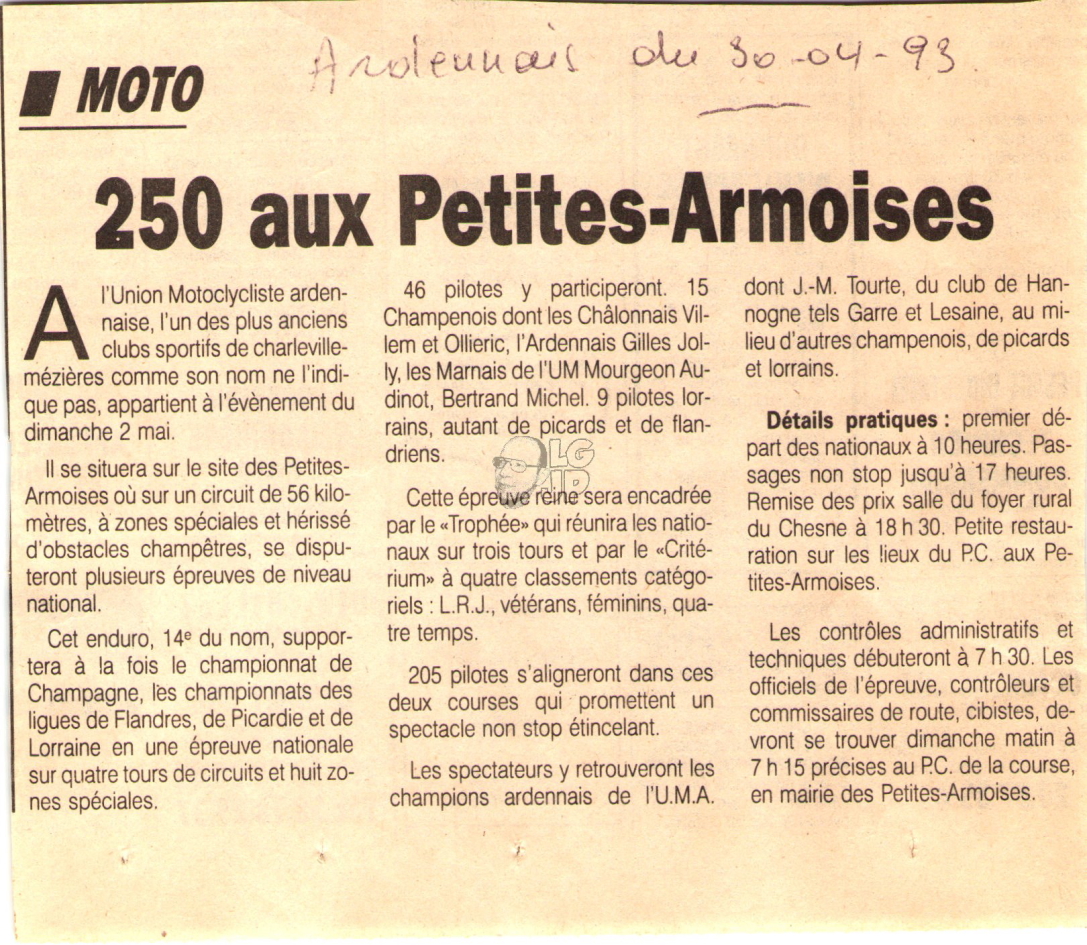 Ardennais du 30-04-93
■ MOTO
250 aux Petites-Armoises
A l'Union Motoclycliste arden-
naise, l'un des plus anciens
clubs sportifs de charleville-
mézières comme son nom ne l'indi-
que pas, appartient à l'évènement du
dimanche 2 mai.
Il se situera sur le site des Petites-
Armoises où sur un circuit de 56 kilo-
mètres, à zones spéciales et hérissé
d'obstacles champêtres, se dispu-
teront plusieurs épreuves de niveau
national.
Cet enduro, 14e du nom, suppor-
tera à la fois le championnat de
Champagne, les championnats des
ligues de Flandres, de Picardie et de
Lorraine en une épreuve nationale
sur quatre tours de circuits et huit zo-
nes spéciales.
46 pilotes y participeront. 15
Champenois dont les Châlonnais Vil-
lem et Ollieric, l'Ardennais Gilles Jol-
ly, les Marnais de l'UM Mourgeon Au-
dinot, Bertrand Michel. 9 pilotes lor-
rains, autant de picards et de flan-
driens.
Cette épreuve reine sera encadrée
par le «Trophée» qui réunira les natio-
naux sur trois tours et par le «Crité-
rium» à quatre classements catégo-
riels : L.R.J., vétérans, féminins, qua-
tre temps.
205 pilotes s'aligneront dans ces
deux courses qui promettent un
spectacle non stop étincelant.
Les spectateurs y retrouveront les
champions ardennais de l'U.M.A.
dont J.-M. Tourte, du club de Han-
nogne tels Garre et Lesaine, au mi-
lieu d'autres champenois, de picards
et lorrains.
Détails pratiques : premier dé-
part des nationaux à 10 heures. Pas-
sages non stop jusqu'à 17 heures.
Remise des prix salle du foyer rural
du Chesne à 18 h 30. Petite restau-
ration sur les lieux du P.C. aux Pe-
tites-Armoises.
Les contrôles administratifs et
techniques débuteront à 7 h 30. Les
officiels de l'épreuve, contrôleurs et
commissaires de route, cibistes, de-
vront se trouver dimanche matin à
7 h 15 précises au P.C. de la course,
en mairie des Petites-Armoises.